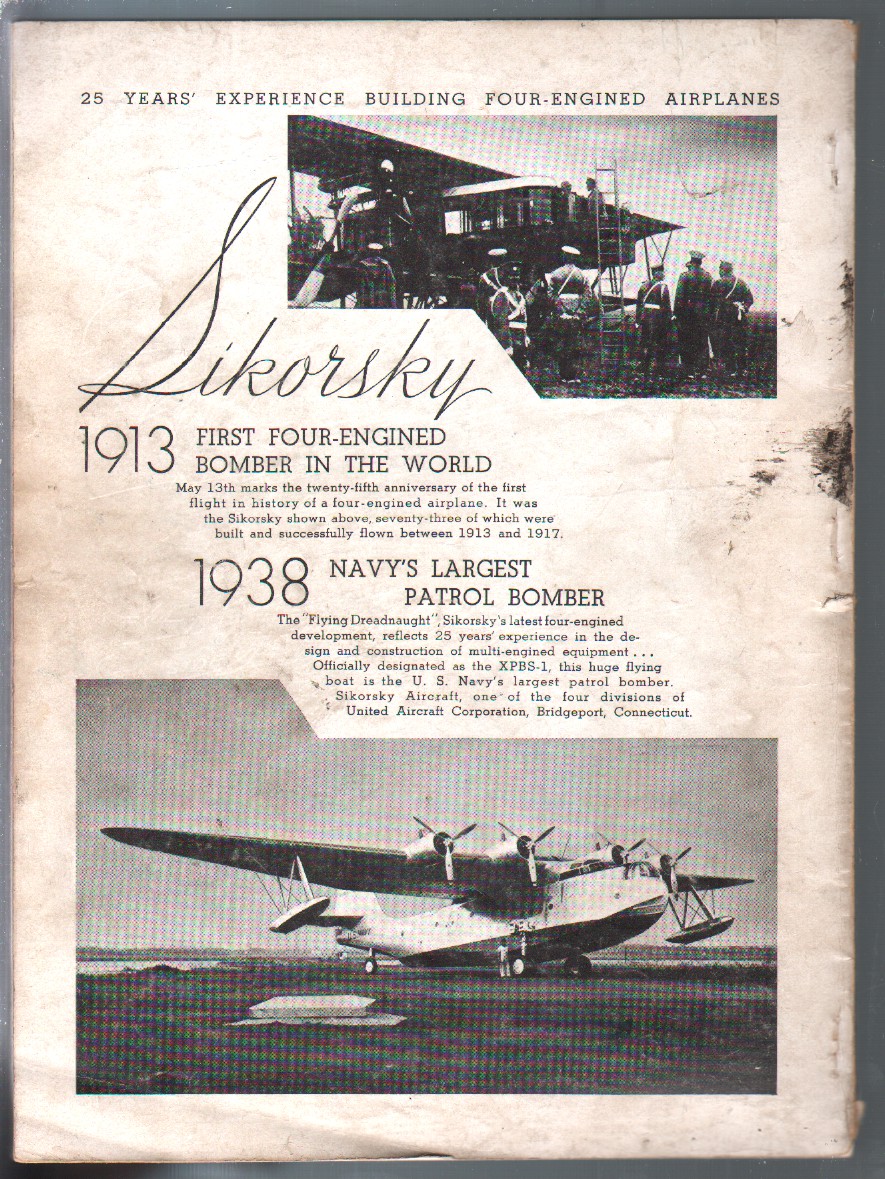 25 YEARS' EXPERIENCE BUILDING FOUR-ENGINED AIRPLANES
Sikorsky
1913 FIRST FOUR-ENGINED
BOMBER IN THE WORLD
May 13th marks the twenty-fifth anniversary of the first
flight in history of a four-engined airplane. It was
the Sikorsky shown above, seventy-three of which were
built and successfully flown between 1913 and 1917.
1938 NAVY'S LARGEST
PATROL BOMBER
The "Flying Dreadnaught", Sikorsky's latest four-engined
development, reflects 25 years' experience in the de-
sign and construction of multi-engined equipment . . .
Officially designated as the XPBS-1, this huge flying
boat is the U. S. Navy's largest patrol bomber.
Sikorsky Aircraft, one of the four divisions of
United Aircraft Corporation, Bridgeport, Connecticut.